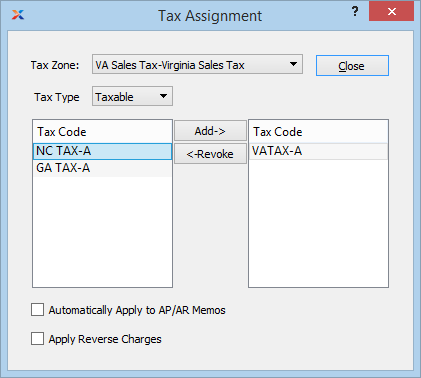 Tax Assignment
?
Tax Zone: VA Sales Tax-Virginia Sales Tax Close
Tax Type Taxable
Tax Code Add-> Tax Code
NC TAX-A <-Revoke VATAX-A
GA TAX-A
Automatically Apply to AP/AR Memos
Apply Reverse Charges